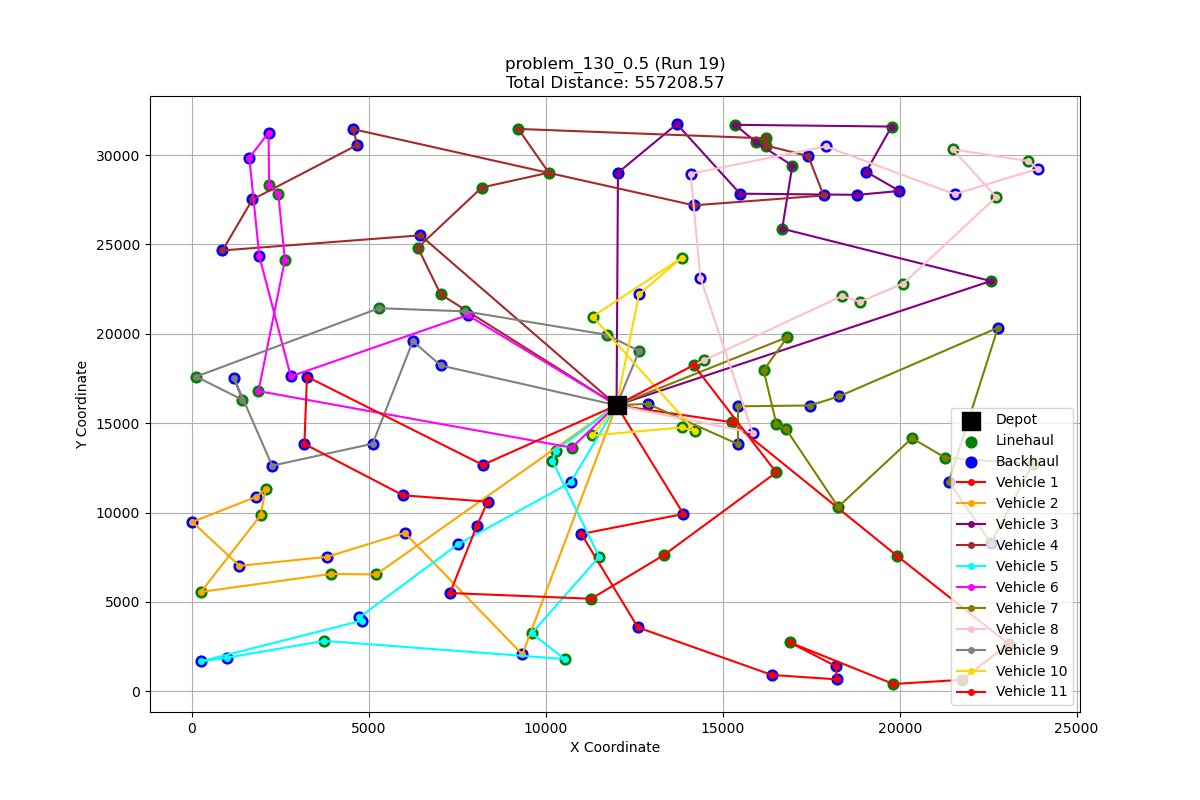 problem_130_0.5 (Run 19)
Total Distance: 557208.57
Y Coordinate
30000
25000
20000
15000
10000
5000
0
0
5000
10000
15000
20000
25000
X Coordinate
Depot
Linehaul
Backhaul
Vehicle 1
Vehicle 2
Vehicle 3
Vehicle 4
Vehicle 5
Vehicle 6
Vehicle 7
Vehicle 8
Vehicle 9
Vehicle 10
Vehicle 11